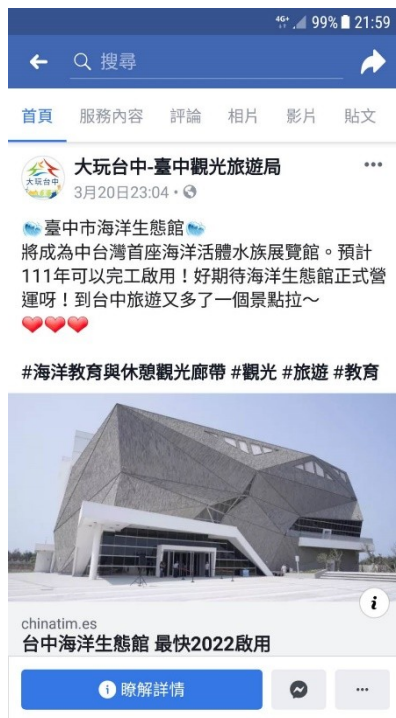 4G+ 99% 21:59
搜尋
首頁 服務內容 評論 相片 影片 貼文
大玩台中
大玩台中-臺中觀光旅遊局
3月20日23:04
臺中市海洋生態館
將成為中台灣首座海洋活體水族展覽館。預計
111年可以完工啟用！好期待海洋生態館正式營
運呀！到台中旅遊又多了一個景點拉～
#海洋教育與休憩觀光廊帶 #觀光 #旅遊 #教育
chinatim.es
台中海洋生態館 最快2022啟用
瞭解詳情